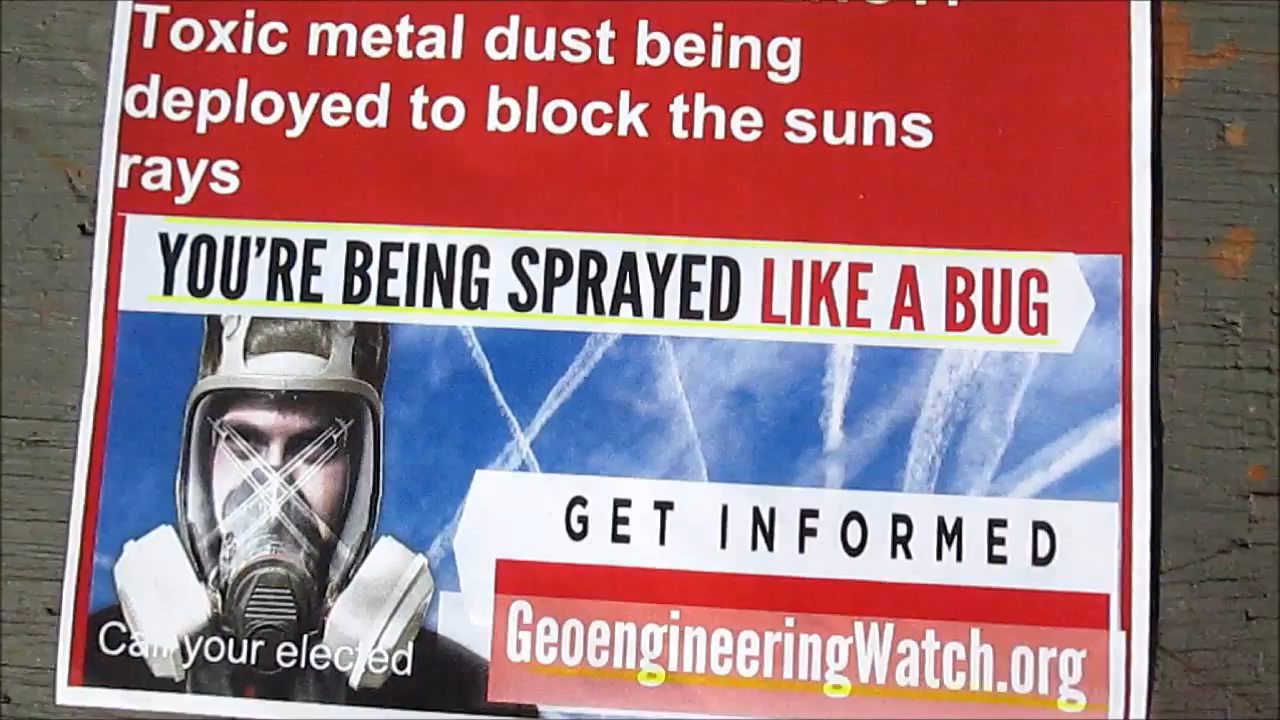 Toxic metal dust being
deployed to block the suns
rays
YOU'RE BEING SPRAYED LIKE A BUG
GET INFORMED
GeoengineeringWatch.org
Call your elected